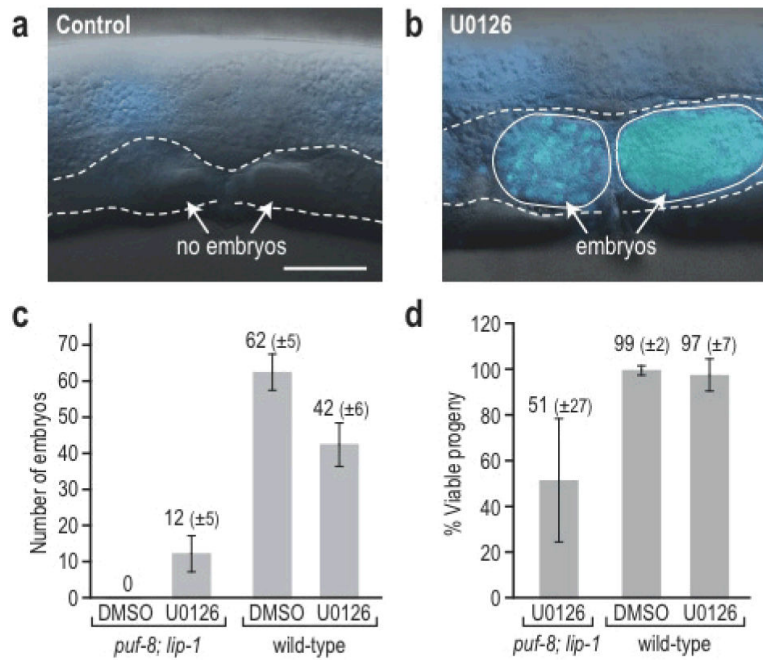 a Control
no embryos
b U0126
embryos
c
Number of embryos
70
60
50
40
30
20
10
0
0
12 (±5)
62 (±5)
42 (±6)
DMSO U0126 DMSO U0126
puf-8; lip-1 wild-type
d
% Viable progeny
120
100
80
60
40
20
0
51 (±27)
99 (±2)
97 (±7)
U0126 DMSO U0126
puf-8; lip-1 wild-type